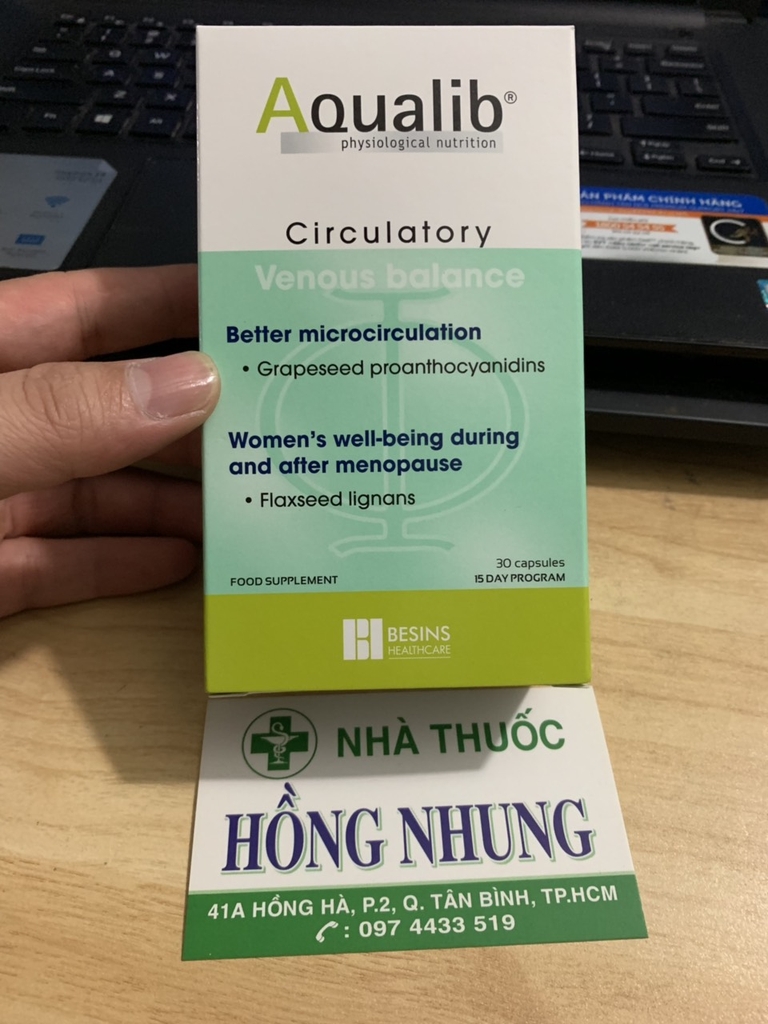 Aqualib®
physiological nutrition
Circulatory
Venous balance
Better microcirculation
• Grapeseed proanthocyanidins
Women's well-being during
and after menopause
• Flaxseed lignans
30 capsules
FOOD SUPPLEMENT
15 DAY PROGRAM
BESINS
HEALTHCARE
NHÀ THUỐC
HỒNG NHUNG
41A HỒNG HÀ, P.2, Q. TÂN BÌNH, TP.HCM
: 097 4433 519
PHẨM CHÍNH HÃNG